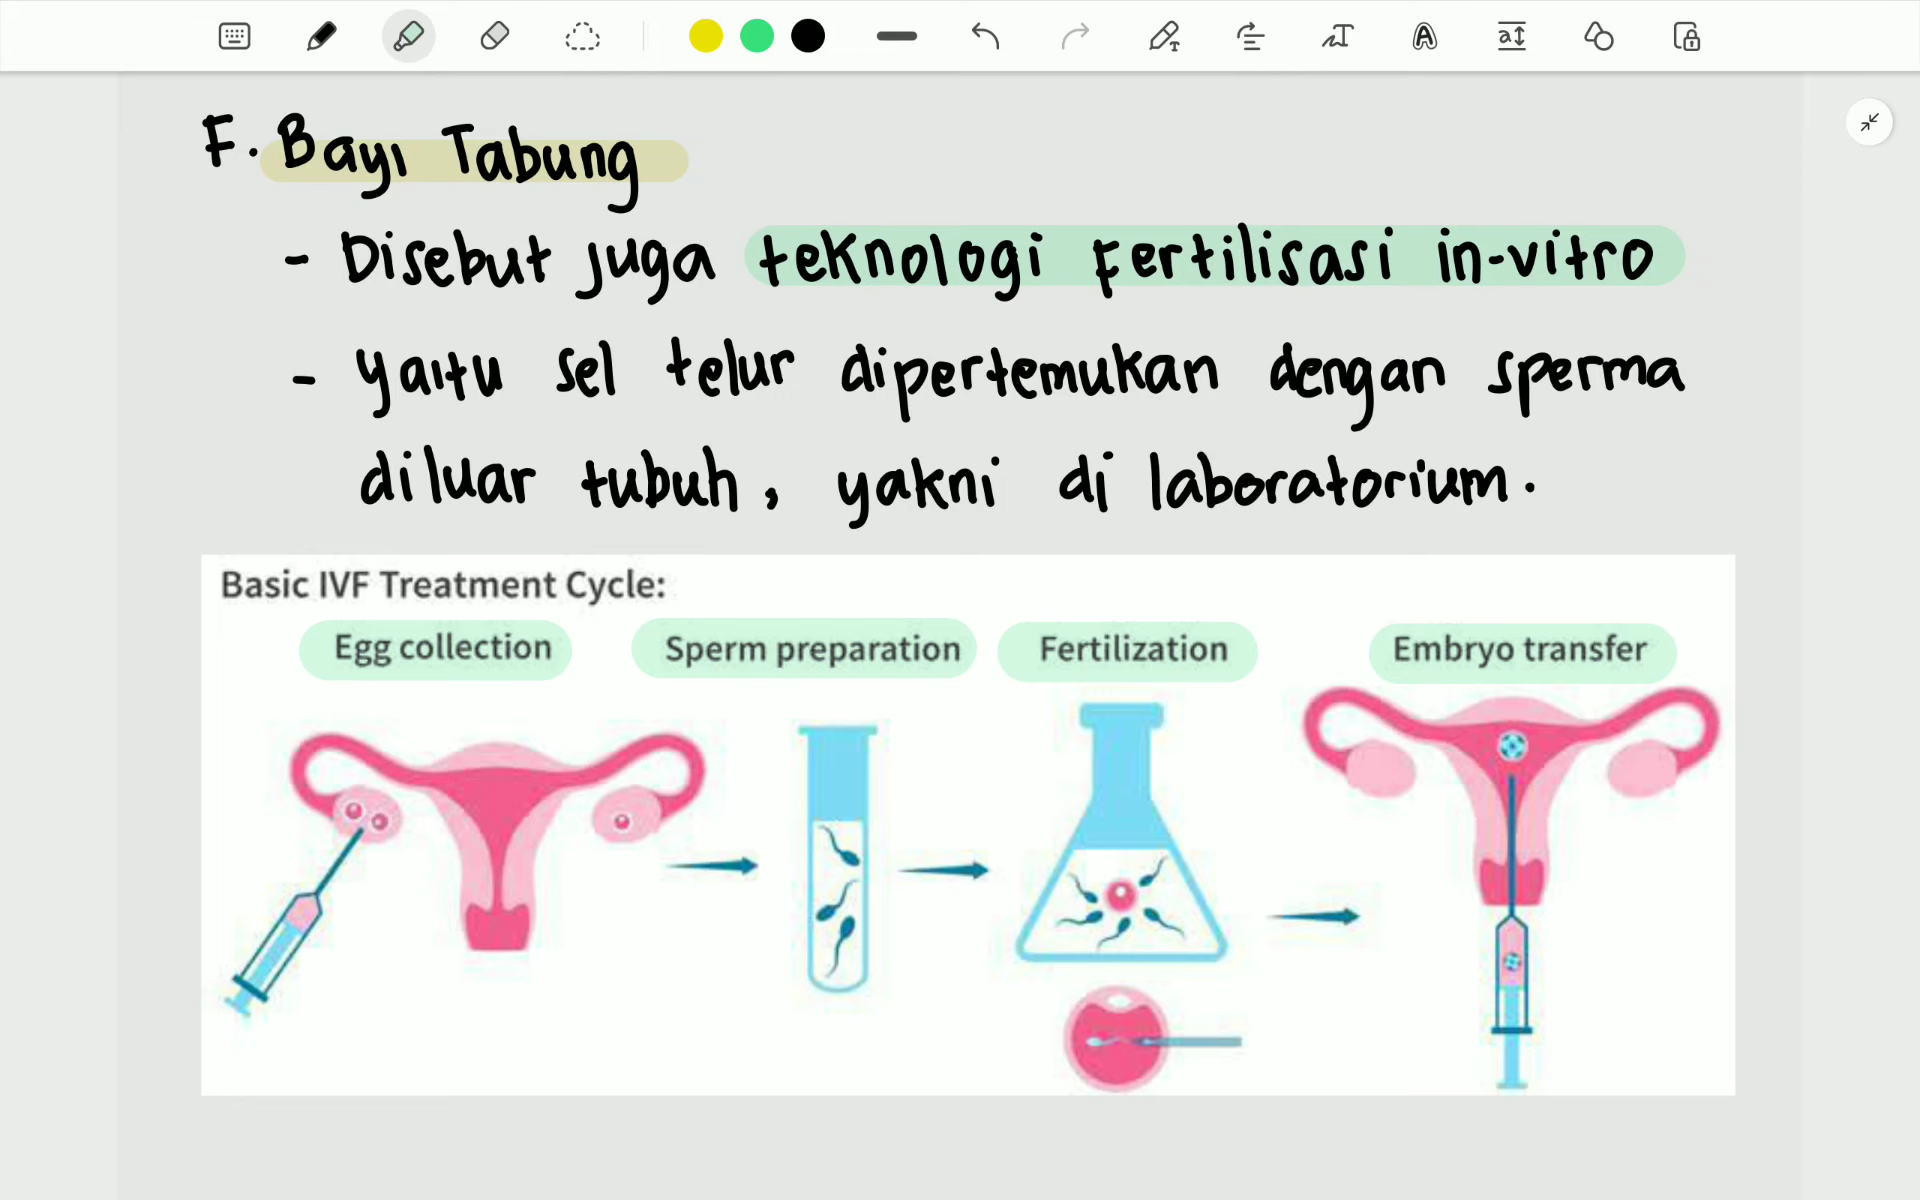 F. Bayi Tabung
- Disebut juga teknologi fertilisasi in-vitro
- yaitu sel telur dipertemukan dengan sperma
diluar tubuh, yakni di laboratorium.
Basic IVF Treatment Cycle:
Egg collection Sperm preparation Fertilization Embryo transfer